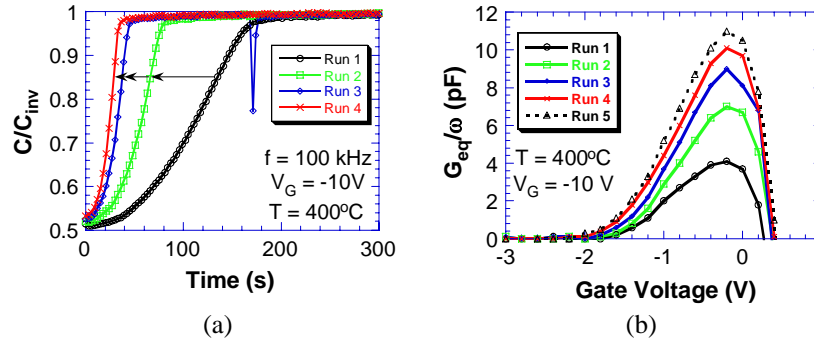 C/C_inv
1
0.9
0.8
0.7
0.6
0.5
0
100
200
300
Time (s)
Run 1
Run 2
Run 3
Run 4
f = 100 kHz
V_G = -10V
T = 400ºC
(a)
G_eq/ω (pF)
12
10
8
6
4
2
0
-3
-2
-1
0
Gate Voltage (V)
Run 1
Run 2
Run 3
Run 4
Run 5
T = 400ºC
V_G = -10 V
(b)